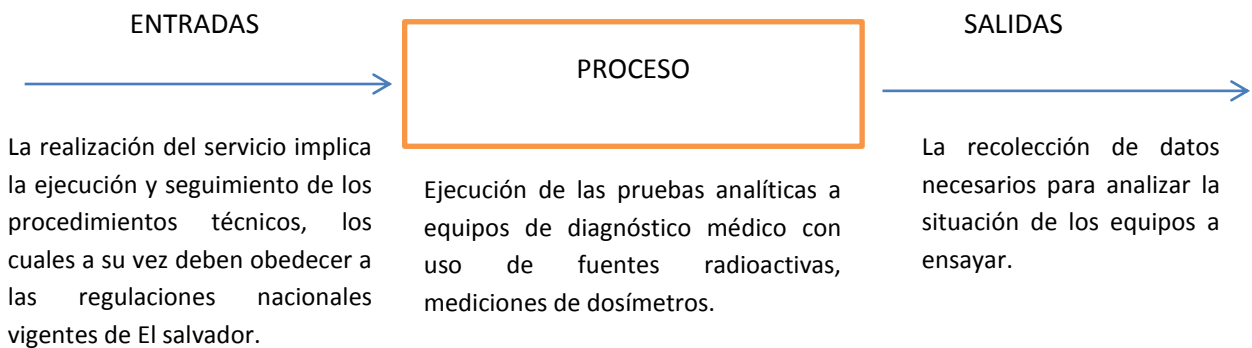 ENTRADAS
La realización del servicio implica
la ejecución y seguimiento de los
procedimientos técnicos, los
cuales a su vez deben obedecer a
las regulaciones nacionales
vigentes de El salvador.
PROCESO
Ejecución de las pruebas analíticas a
equipos de diagnóstico médico con
uso de fuentes radioactivas,
mediciones de dosímetros.
SALIDAS
La recolección de datos
necesarios para analizar la
situación de los equipos a
ensayar.